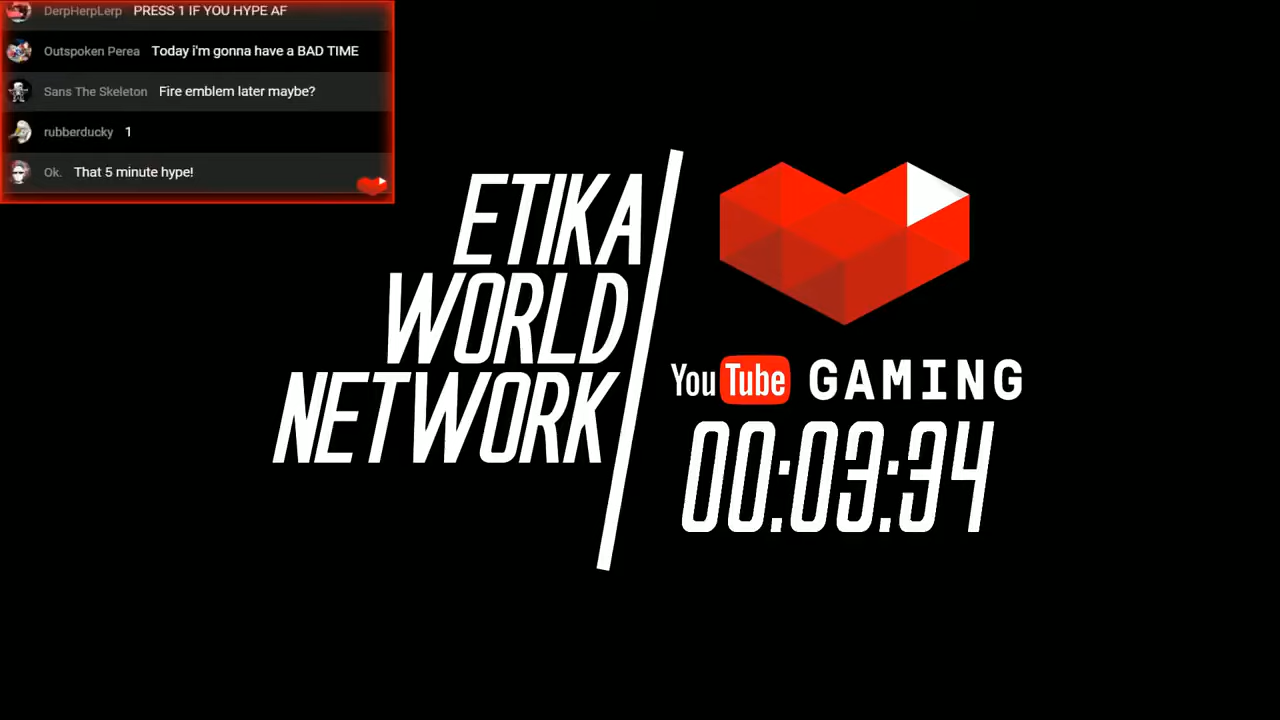 DerpHerpLerp PRESS 1 IF YOU HYPE AF
Outspoken Perea Today i'm gonna have a BAD TIME
Sans The Skeleton Fire emblem later maybe?
rubberducky 1
Ok. That 5 minute hype!
ETIKA
WORLD
NETWORK
YouTube GAMING
00:03:34